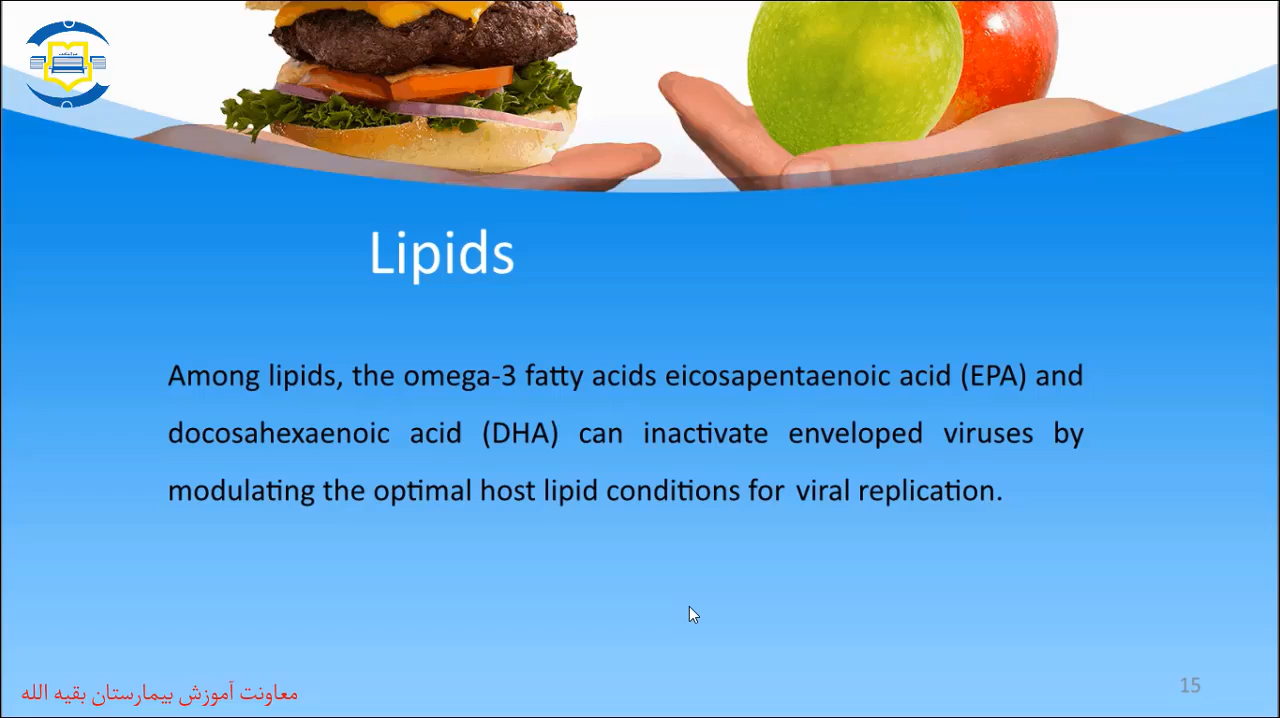 Lipids
Among lipids, the omega-3 fatty acids eicosapentaenoic acid (EPA) and
docosahexaenoic acid (DHA) can inactivate enveloped viruses by
modulating the optimal host lipid conditions for viral replication.
معاونت آموزش بیمارستان بقیه الله
15